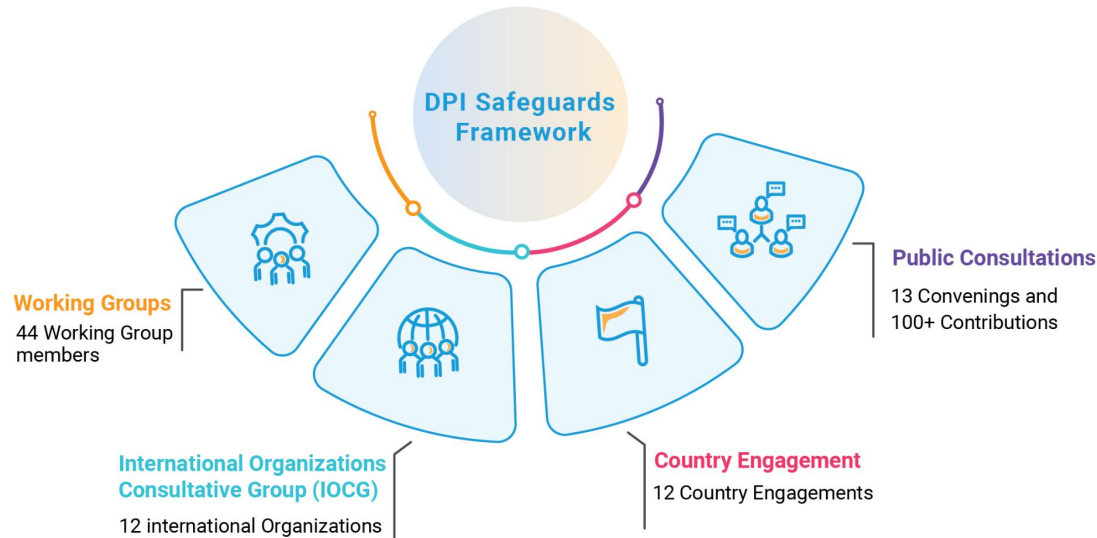 DPI Safeguards
Framework
Working Groups
44 Working Group
members
International Organizations
Consultative Group (IOCG)
12 international Organizations
Country Engagement
12 Country Engagements
Public Consultations
13 Convenings and
100+ Contributions